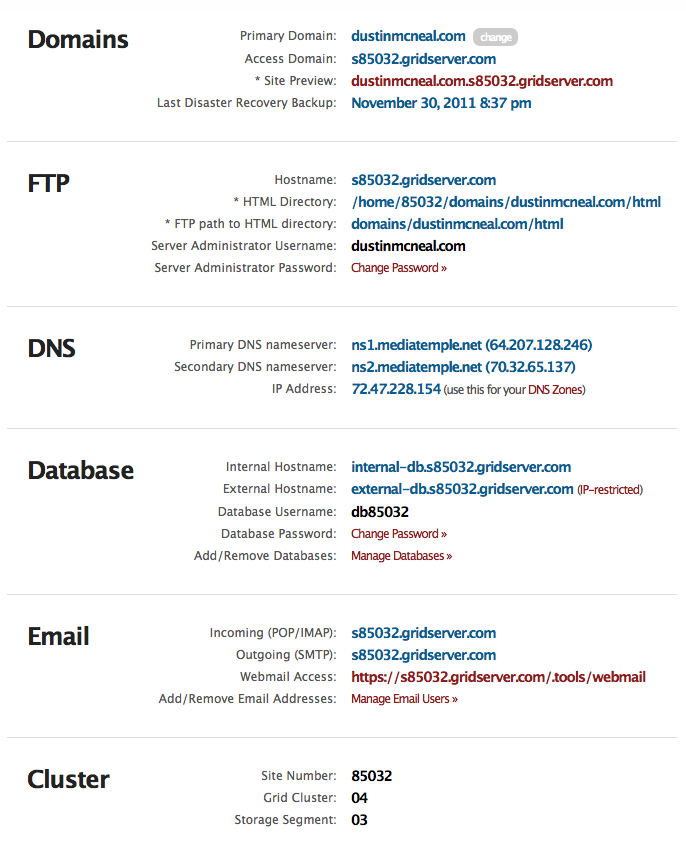 Domains
Primary Domain: dustinmcneal.com change
Access Domain: s85032.gridserver.com
* Site Preview: dustinmcneal.com.s85032.gridserver.com
Last Disaster Recovery Backup: November 30, 2011 8:37 pm
FTP
Hostname: s85032.gridserver.com
* HTML Directory: /home/85032/domains/dustinmcneal.com/html
* FTP path to HTML directory: domains/dustinmcneal.com/html
Server Administrator Username: dustinmcneal.com
Server Administrator Password: Change Password »
DNS
Primary DNS nameserver: ns1.mediatemple.net (64.207.128.246)
Secondary DNS nameserver: ns2.mediatemple.net (70.32.65.137)
IP Address: 72.47.228.154 (use this for your DNS Zones)
Database
Internal Hostname: internal-db.s85032.gridserver.com
External Hostname: external-db.s85032.gridserver.com (IP-restricted)
Database Username: db85032
Database Password: Change Password »
Add/Remove Databases: Manage Databases »
Email
Incoming (POP/IMAP): s85032.gridserver.com
Outgoing (SMTP): s85032.gridserver.com
Webmail Access: https://s85032.gridserver.com/.tools/webmail
Add/Remove Email Addresses: Manage Email Users »
Cluster
Site Number: 85032
Grid Cluster: 04
Storage Segment: 03